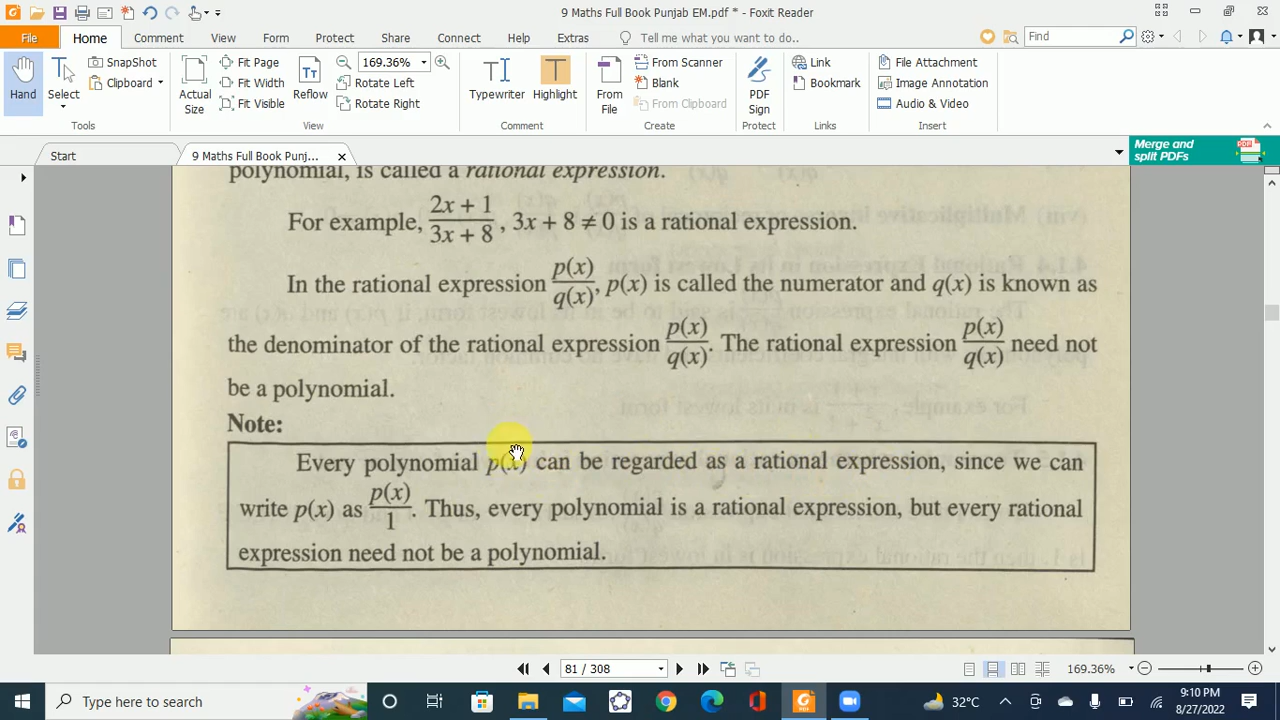 9 Maths Full Book Punjab EM.pdf * - Foxit Reader
File Home Comment View Form Protect Share Connect Help Extras Tell me what you want to do.. Find
Hand
Select
SnapShot
Clipboard
Tools
Actual Size
Fit Page
Fit Width
Fit Visible
Reflow
169.36%
Rotate Left
Rotate Right
View
Typewriter
Highlight
Comment
From File
From Scanner
Blank
From Clipboard
Create
PDF Sign
Protect
Link
Bookmark
Links
File Attachment
Image Annotation
Audio & Video
Insert
Start
9 Maths Full Book Punj...
Merge and split PDFs
polynomial, is called a rational expression.
For example, (2x + 1)/(3x + 8), 3x + 8 ≠ 0 is a rational expression.
In the rational expression p(x)/q(x), p(x) is called the numerator and q(x) is known as
the denominator of the rational expression p(x)/q(x). The rational expression p(x)/q(x) need not
be a polynomial.
Note:
Every polynomial p(x) can be regarded as a rational expression, since we can
write p(x) as p(x)/1. Thus, every polynomial is a rational expression, but every rational
expression need not be a polynomial.
81 / 308
169.36%
Type here to search
32°C
9:10 PM
8/27/2022